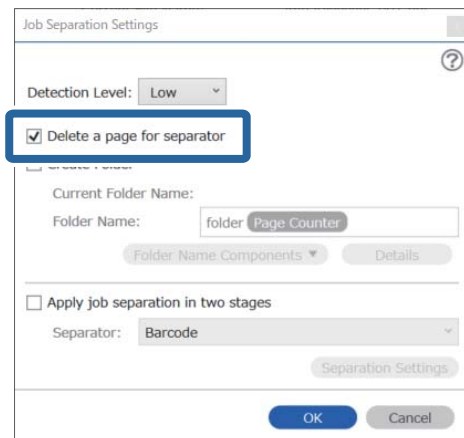 Job Separation Settings
?
Detection Level: Low
Delete a page for separator
Create Folder
Current Folder Name:
Folder Name: folder Page Counter
Folder Name Components Details
Apply job separation in two stages
Separator: Barcode
Separation Settings
OK Cancel